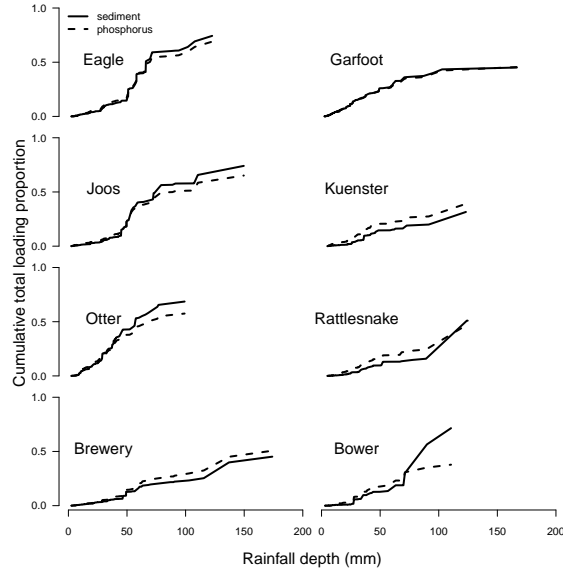 sediment
phosphorus
1.0
0.5
0.0
Eagle
Garfoot
1.0
0.5
0.0
Joos
Kuenster
1.0
0.5
0.0
Otter
Rattlesnake
1.0
0.5
0.0
Brewery
Bower
0 50 100 150 200
0 50 100 150 200
Cumulative total loading proportion
Rainfall depth (mm)